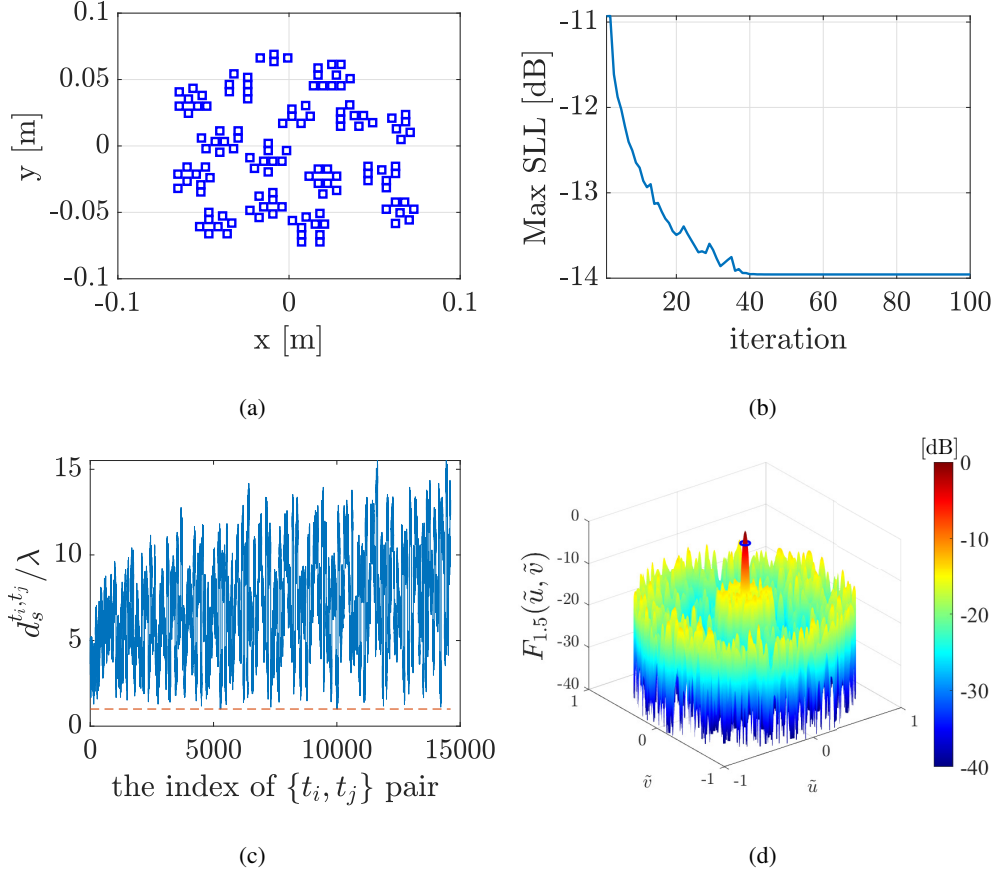 0.1
0.05
0
-0.05
-0.1
y [m]
-0.1
0
0.1
x [m]
(a)
-11
-12
-13
-14
Max SLL [dB]
20
40
60
80
100
iteration
(b)
15
10
5
0
d_s^{t_i,t_j}/λ
0
5000
10000
15000
the index of {t_i, t_j} pair
(c)
[dB]
0
-10
-20
-30
-40
F_{1.5}(ũ, ṽ)
1
0
-1
ṽ
-1
0
1
ũ
0
-10
-20
-30
-40
(d)